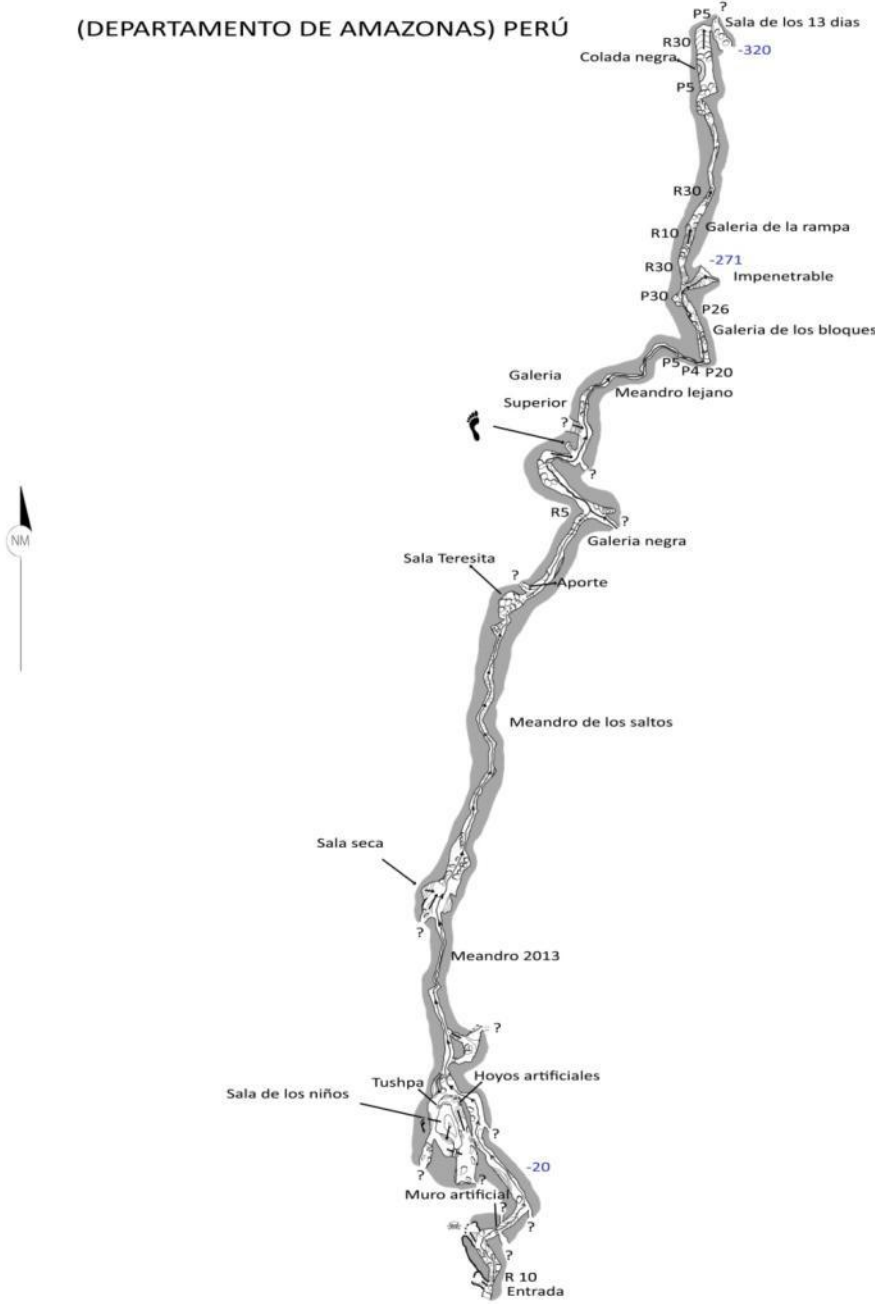 (DEPARTAMENTO DE AMAZONAS) PERÚ
P5
?
Sala de los 13 dias
R30
-320
Colada negra
P5
R30
R10
Galeria de la rampa
-271
R30
Impenetrable
P30
P26
Galeria de los bloques
P5
P4
P20
Galeria
Superior
Meandro lejano
?
?
R5
?
Galeria negra
NM
Sala Teresita
?
Aporte
Meandro de los saltos
Sala seca
?
Meandro 2013
?
Tushpa
Hoyos artificiales
Sala de los niños
?
-20
?
?
Muro artificial
?
?
?
R 10
Entrada